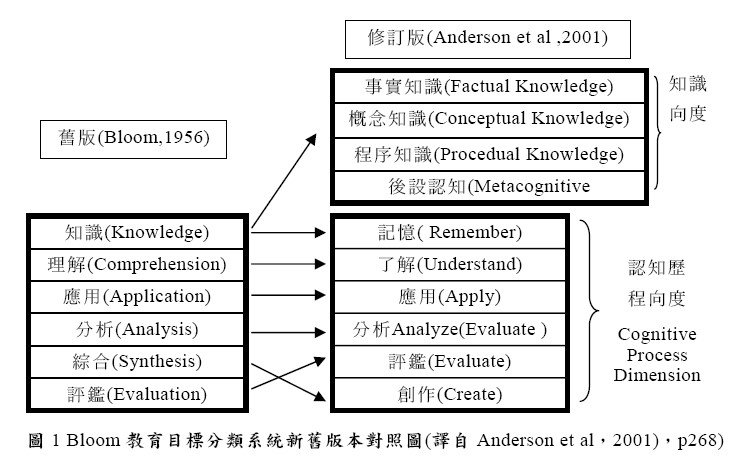 修訂版(Anderson et al ,2001)
事實知識(Factual Knowledge)
概念知識(Conceptual Knowledge)
程序知識(Procedual Knowledge)
後設認知(Metacognitive
知識
向度
舊版(Bloom,1956)
知識(Knowledge)
理解(Comprehension)
應用(Application)
分析(Analysis)
綜合(Synthesis)
評鑑(Evaluation)
記憶( Remember)
了解(Understand)
應用(Apply)
分析Analyze(Evaluate )
評鑑(Evaluate)
創作(Create)
認知歷
程向度
Cognitive
Process
Dimension
圖 1 Bloom 教育目標分類系統新舊版本對照圖(譯自 Anderson et al，2001)，p268)